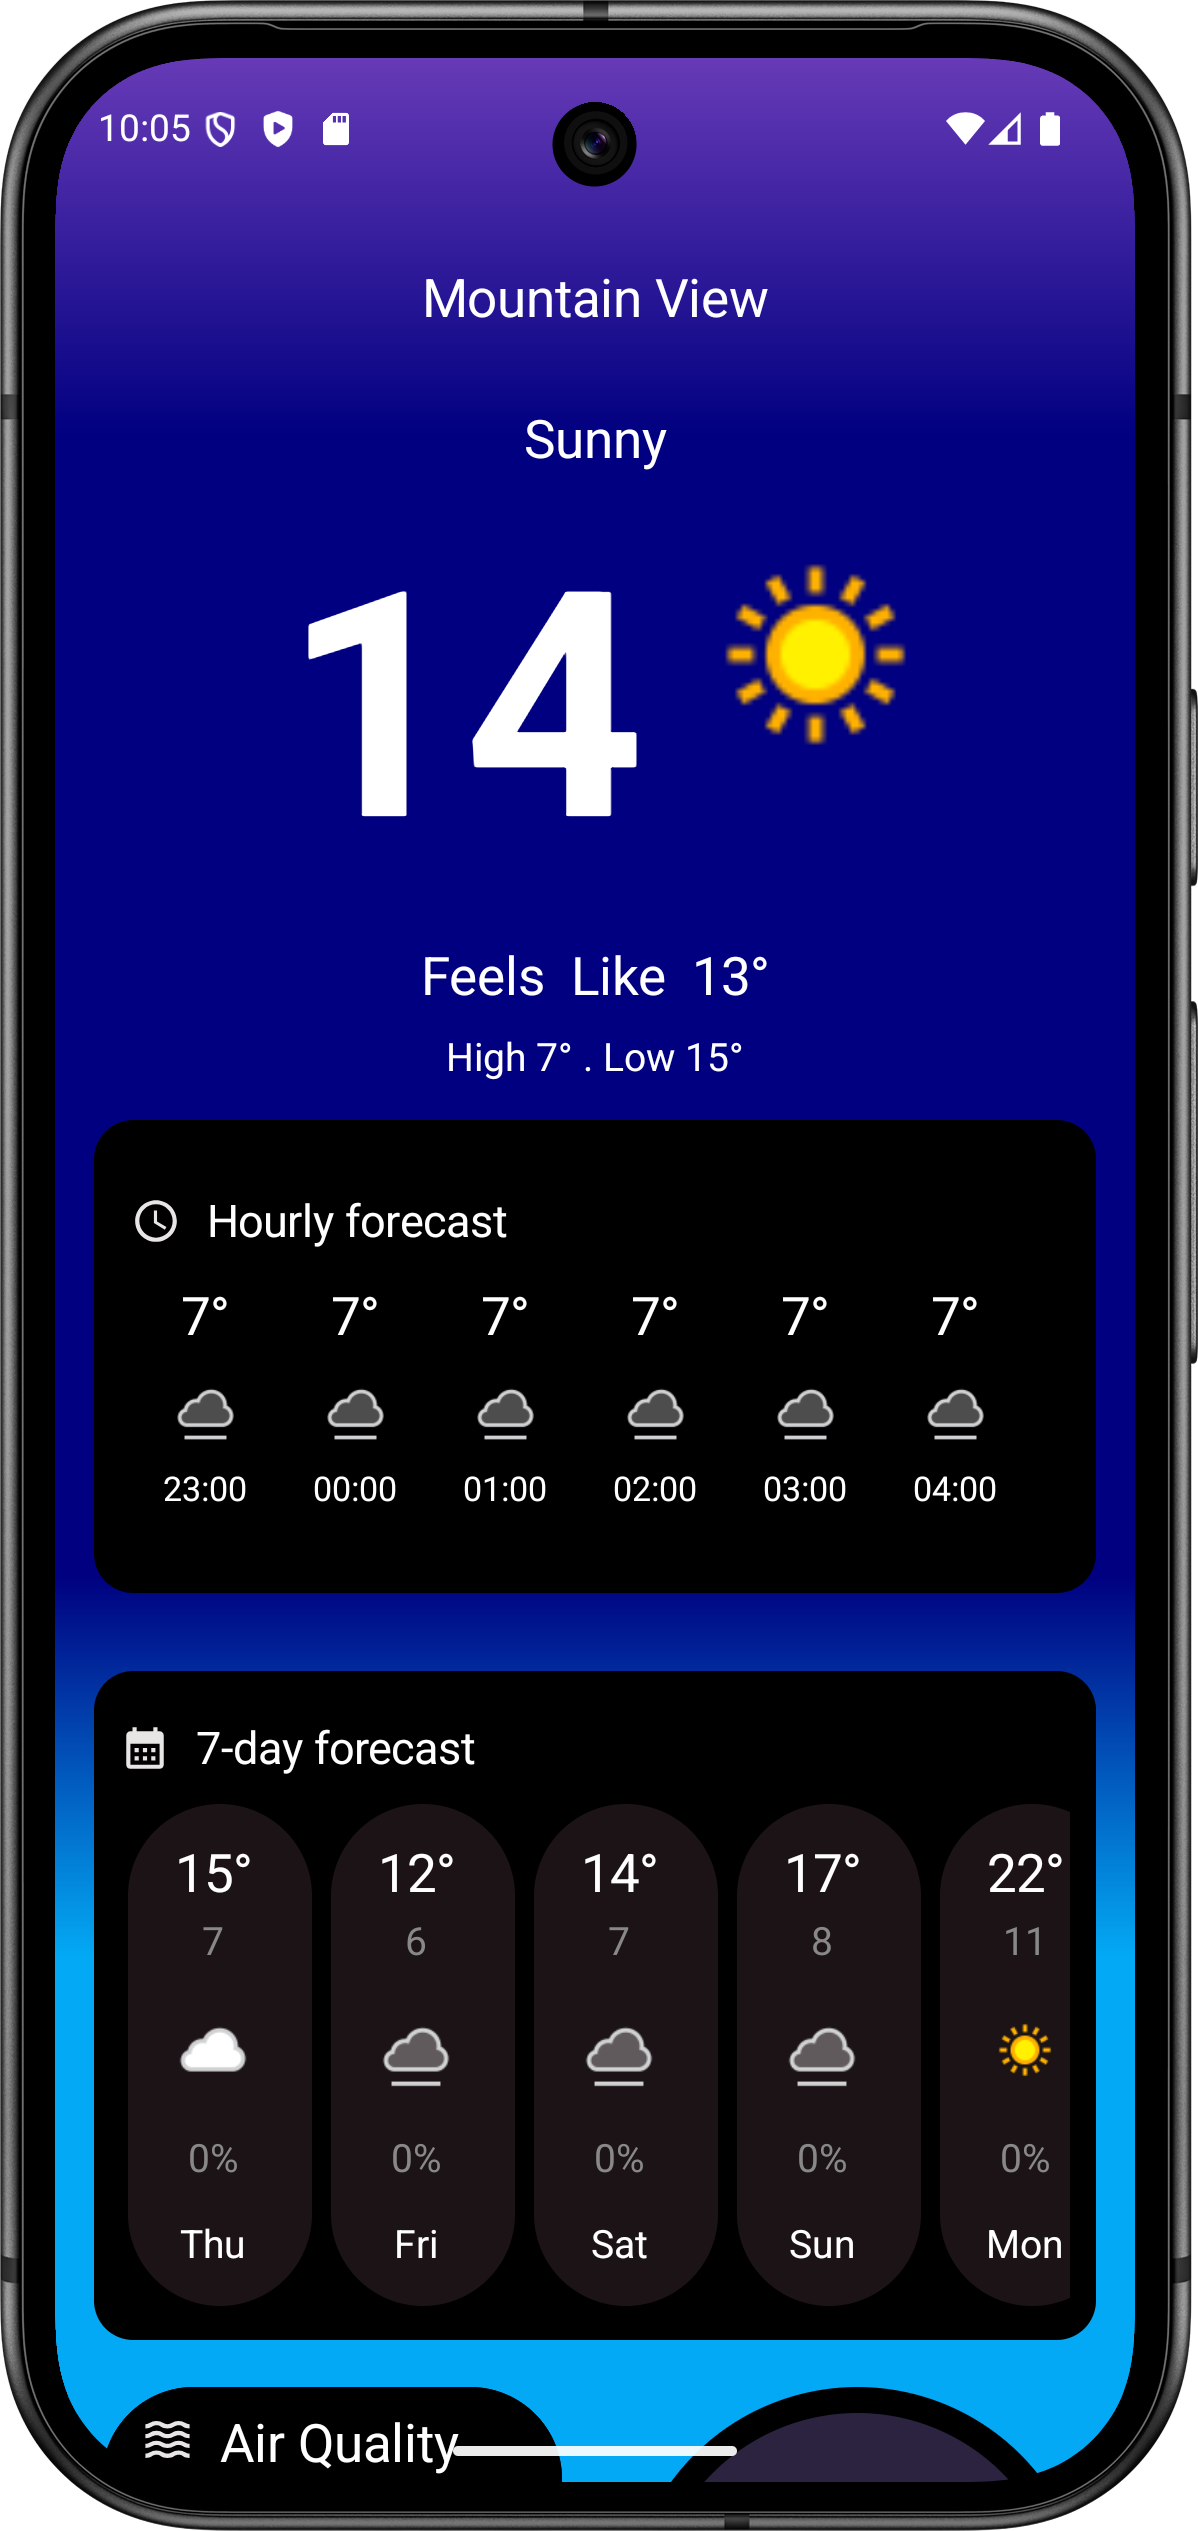 10:05
Mountain View
Sunny
14
Feels Like 13°
High 7° . Low 15°
Hourly forecast
7° 7° 7° 7° 7° 7°
23:00 00:00 01:00 02:00 03:00 04:00
7-day forecast
15° 12° 14° 17° 22°
7 6 7 8 11
0% 0% 0% 0% 0%
Thu Fri Sat Sun Mon
Air Quality